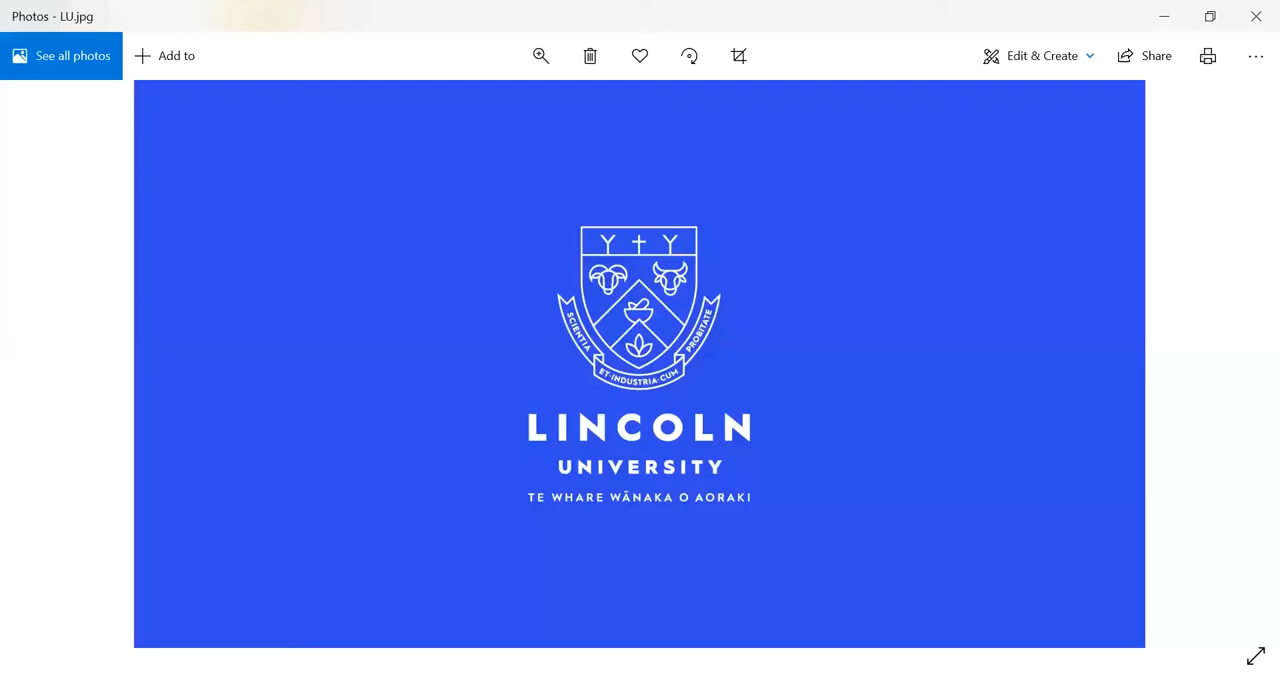 Photos - LU.jpg
See all photos
Add to
Edit & Create
Share
Y † Y
SCIENTIA
ET·INDUSTRIA·CUM
PROBITATE
LINCOLN
UNIVERSITY
TE WHARE WĀNAKA O AORAKI